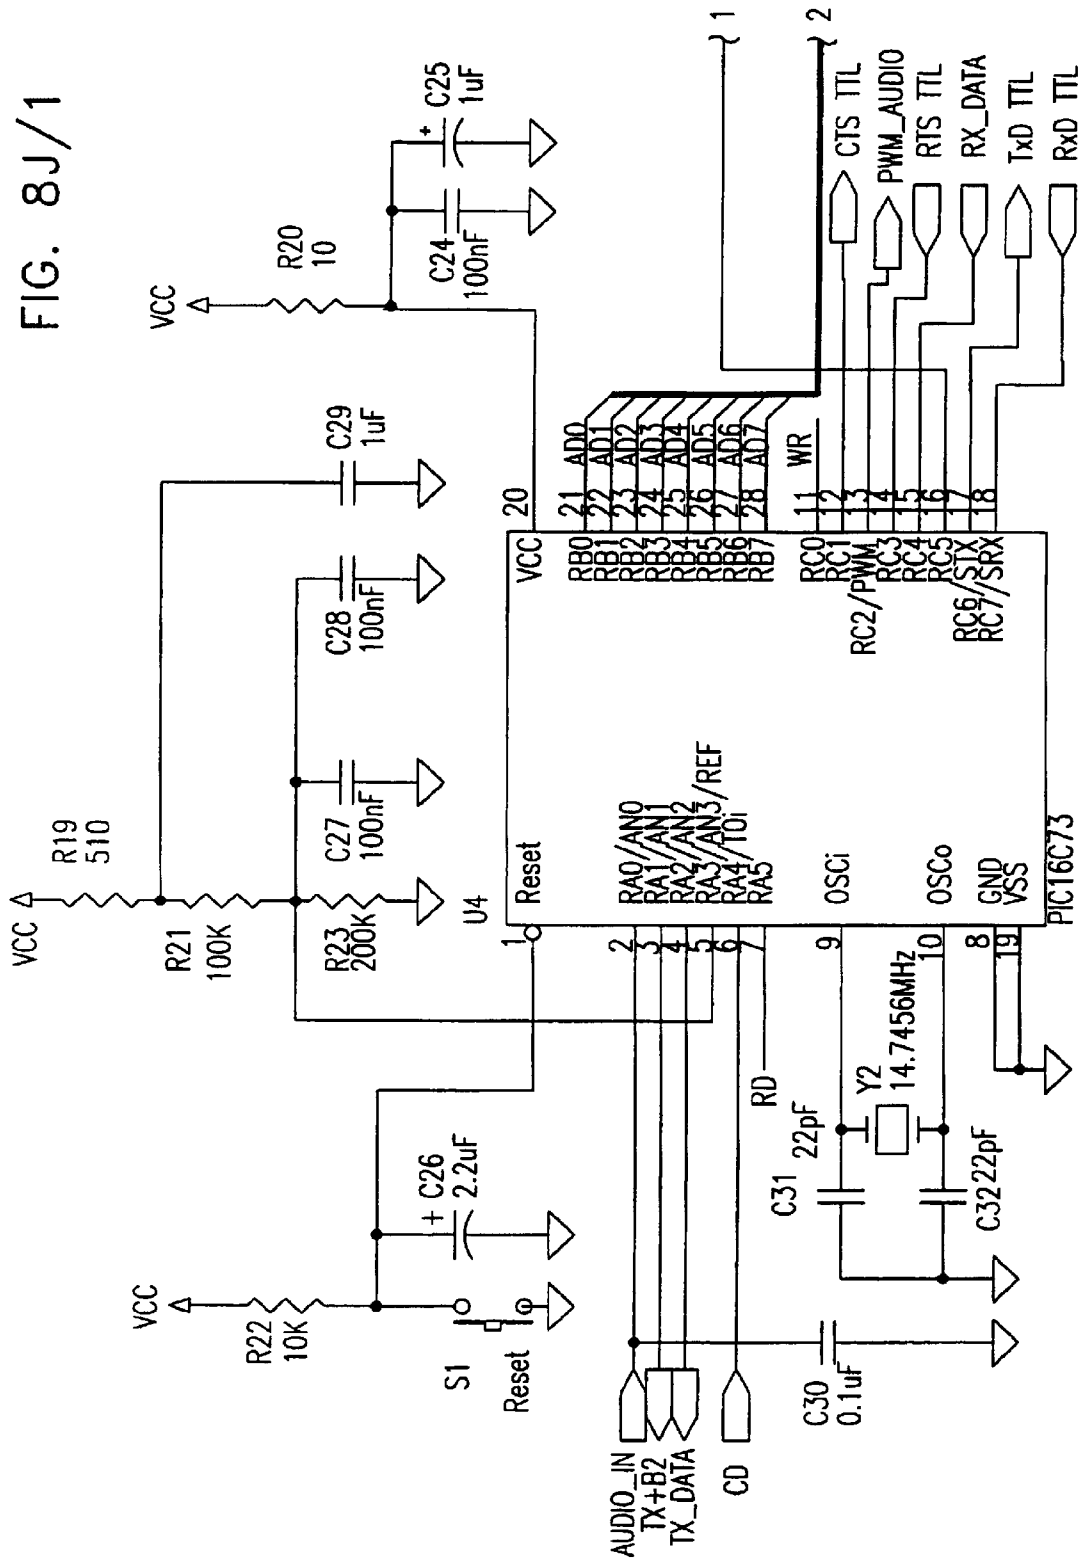 FIG. 8J/1
VCC
R19
510
R21
100K
R23
200K
C27
100nF
C28
100nF
C29
1uF
VCC
R20
10
C24
100nF
+
C25
1uF
VCC
R22
10K
S1
Reset
+
C26
2.2uF
U4
PIC16C73
1
Reset
2
RA0/AN0
3
RA1/AN1
4
RA2/AN2
5
RA3/AN3/REF
6
RA4/TOi
7
RA5
9
OSCi
10
OSCo
8
GND
19
VSS
VCC
20
RB0
21
AD0
RB1
22
AD1
RB2
23
AD2
RB3
24
AD3
RB4
25
AD4
RB5
26
AD5
RB6
27
AD6
RB7
28
AD7
RC0
11
WR
RC1
12
RC2/PWM
13
RC3
14
RC4
15
RC5
16
RC6/STX
17
RC7/SRX
18
AUDIO_IN
TX+B2
TX_DATA
CD
RD
C30
0.1uF
C31
22pF
Y2
14.7456MHz
C32
22pF
1
2
CTS TTL
PWM_AUDIO
RTS TTL
RX_DATA
TxD TTL
RxD TTL